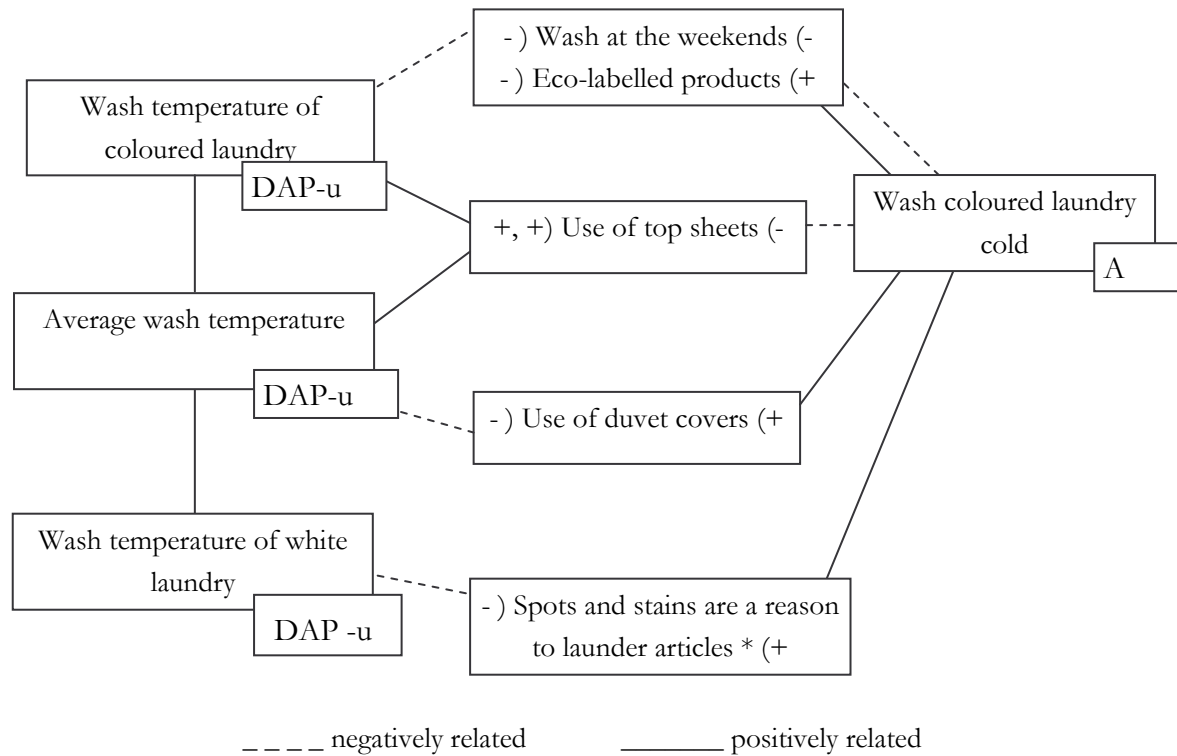 - ) Wash at the weekends (-
- ) Eco-labelled products (+
Wash temperature of
coloured laundry
DAP-u
+, +) Use of top sheets (-
Wash coloured laundry
cold
A
Average wash temperature
DAP-u
- ) Use of duvet covers (+
Wash temperature of white
laundry
DAP -u
- ) Spots and stains are a reason
to launder articles * (+
_ _ _ _ negatively related ______ positively related